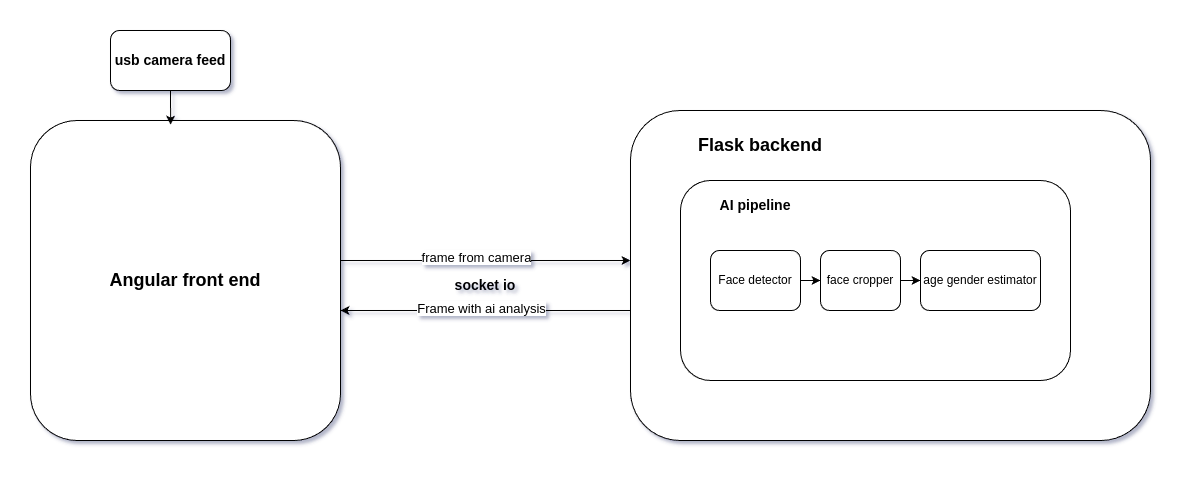 usb camera feed
Angular front end
frame from camera
socket io
Frame with ai analysis
Flask backend
AI pipeline
Face detector
face cropper
age gender estimator